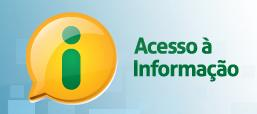 Acesso à
Informação